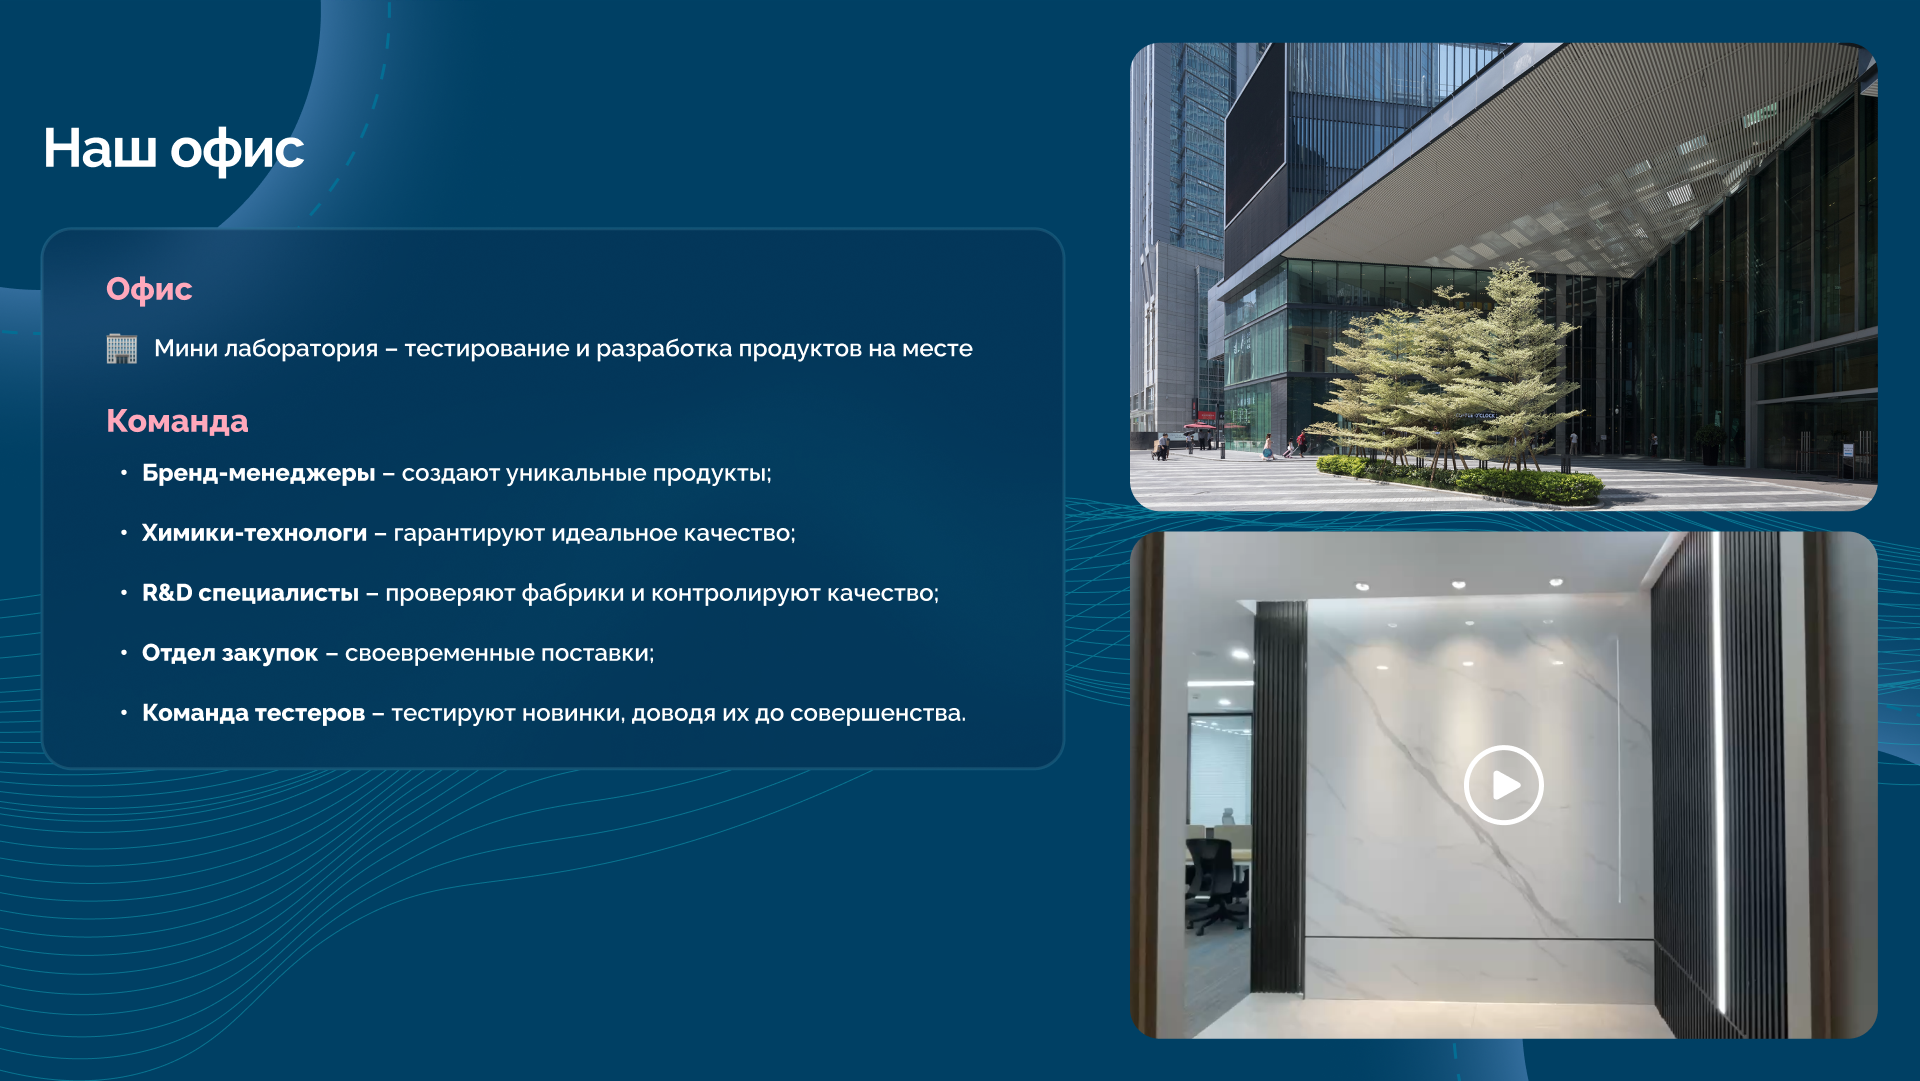 Наш офис
Офис
Мини лаборатория – тестирование и разработка продуктов на месте
Команда
• Бренд-менеджеры – создают уникальные продукты;
• Химики-технологи – гарантируют идеальное качество;
• R&D специалисты – проверяют фабрики и контролируют качество;
• Отдел закупок – своевременные поставки;
• Команда тестеров – тестируют новинки, доводя их до совершенства.